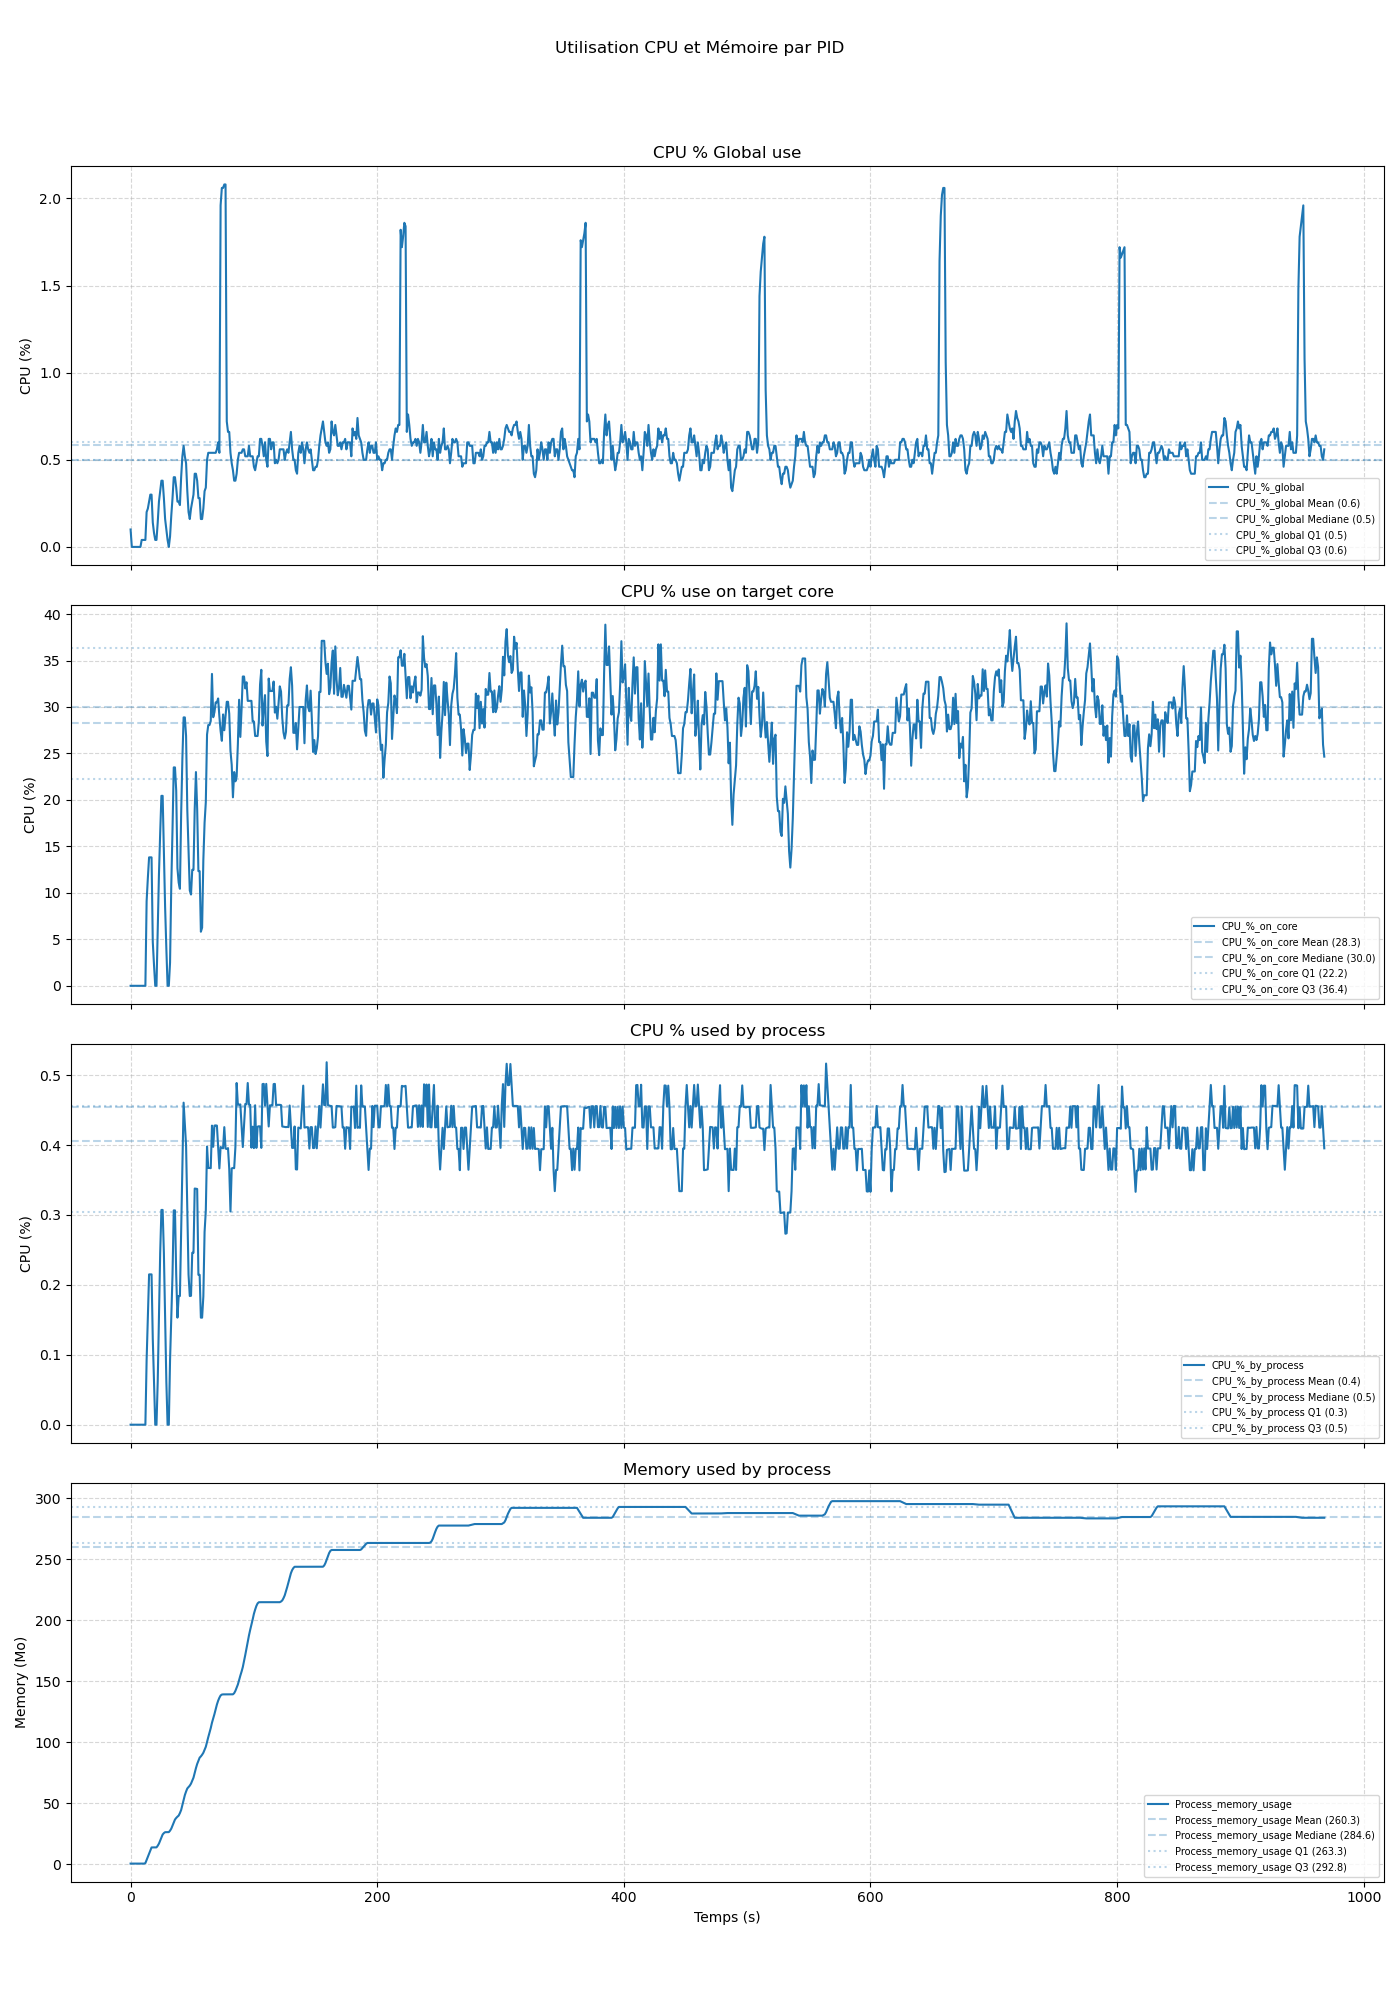 Utilisation CPU et Mémoire par PID
CPU % Global use
2.0
1.5
1.0
0.5
0.0
CPU (%)
CPU_%_global
CPU_%_global Mean (0.6)
CPU_%_global Mediane (0.5)
CPU_%_global Q1 (0.5)
CPU_%_global Q3 (0.6)
CPU % use on target core
40
35
30
25
20
15
10
5
0
CPU (%)
CPU_%_on_core
CPU_%_on_core Mean (28.3)
CPU_%_on_core Mediane (30.0)
CPU_%_on_core Q1 (22.2)
CPU_%_on_core Q3 (36.4)
CPU % used by process
0.5
0.4
0.3
0.2
0.1
0.0
CPU (%)
CPU_%_by_process
CPU_%_by_process Mean (0.4)
CPU_%_by_process Mediane (0.5)
CPU_%_by_process Q1 (0.3)
CPU_%_by_process Q3 (0.5)
Memory used by process
300
250
200
150
100
50
0
Memory (Mo)
Process_memory_usage
Process_memory_usage Mean (260.3)
Process_memory_usage Mediane (284.6)
Process_memory_usage Q1 (263.3)
Process_memory_usage Q3 (292.8)
0 200 400 600 800 1000
Temps (s)